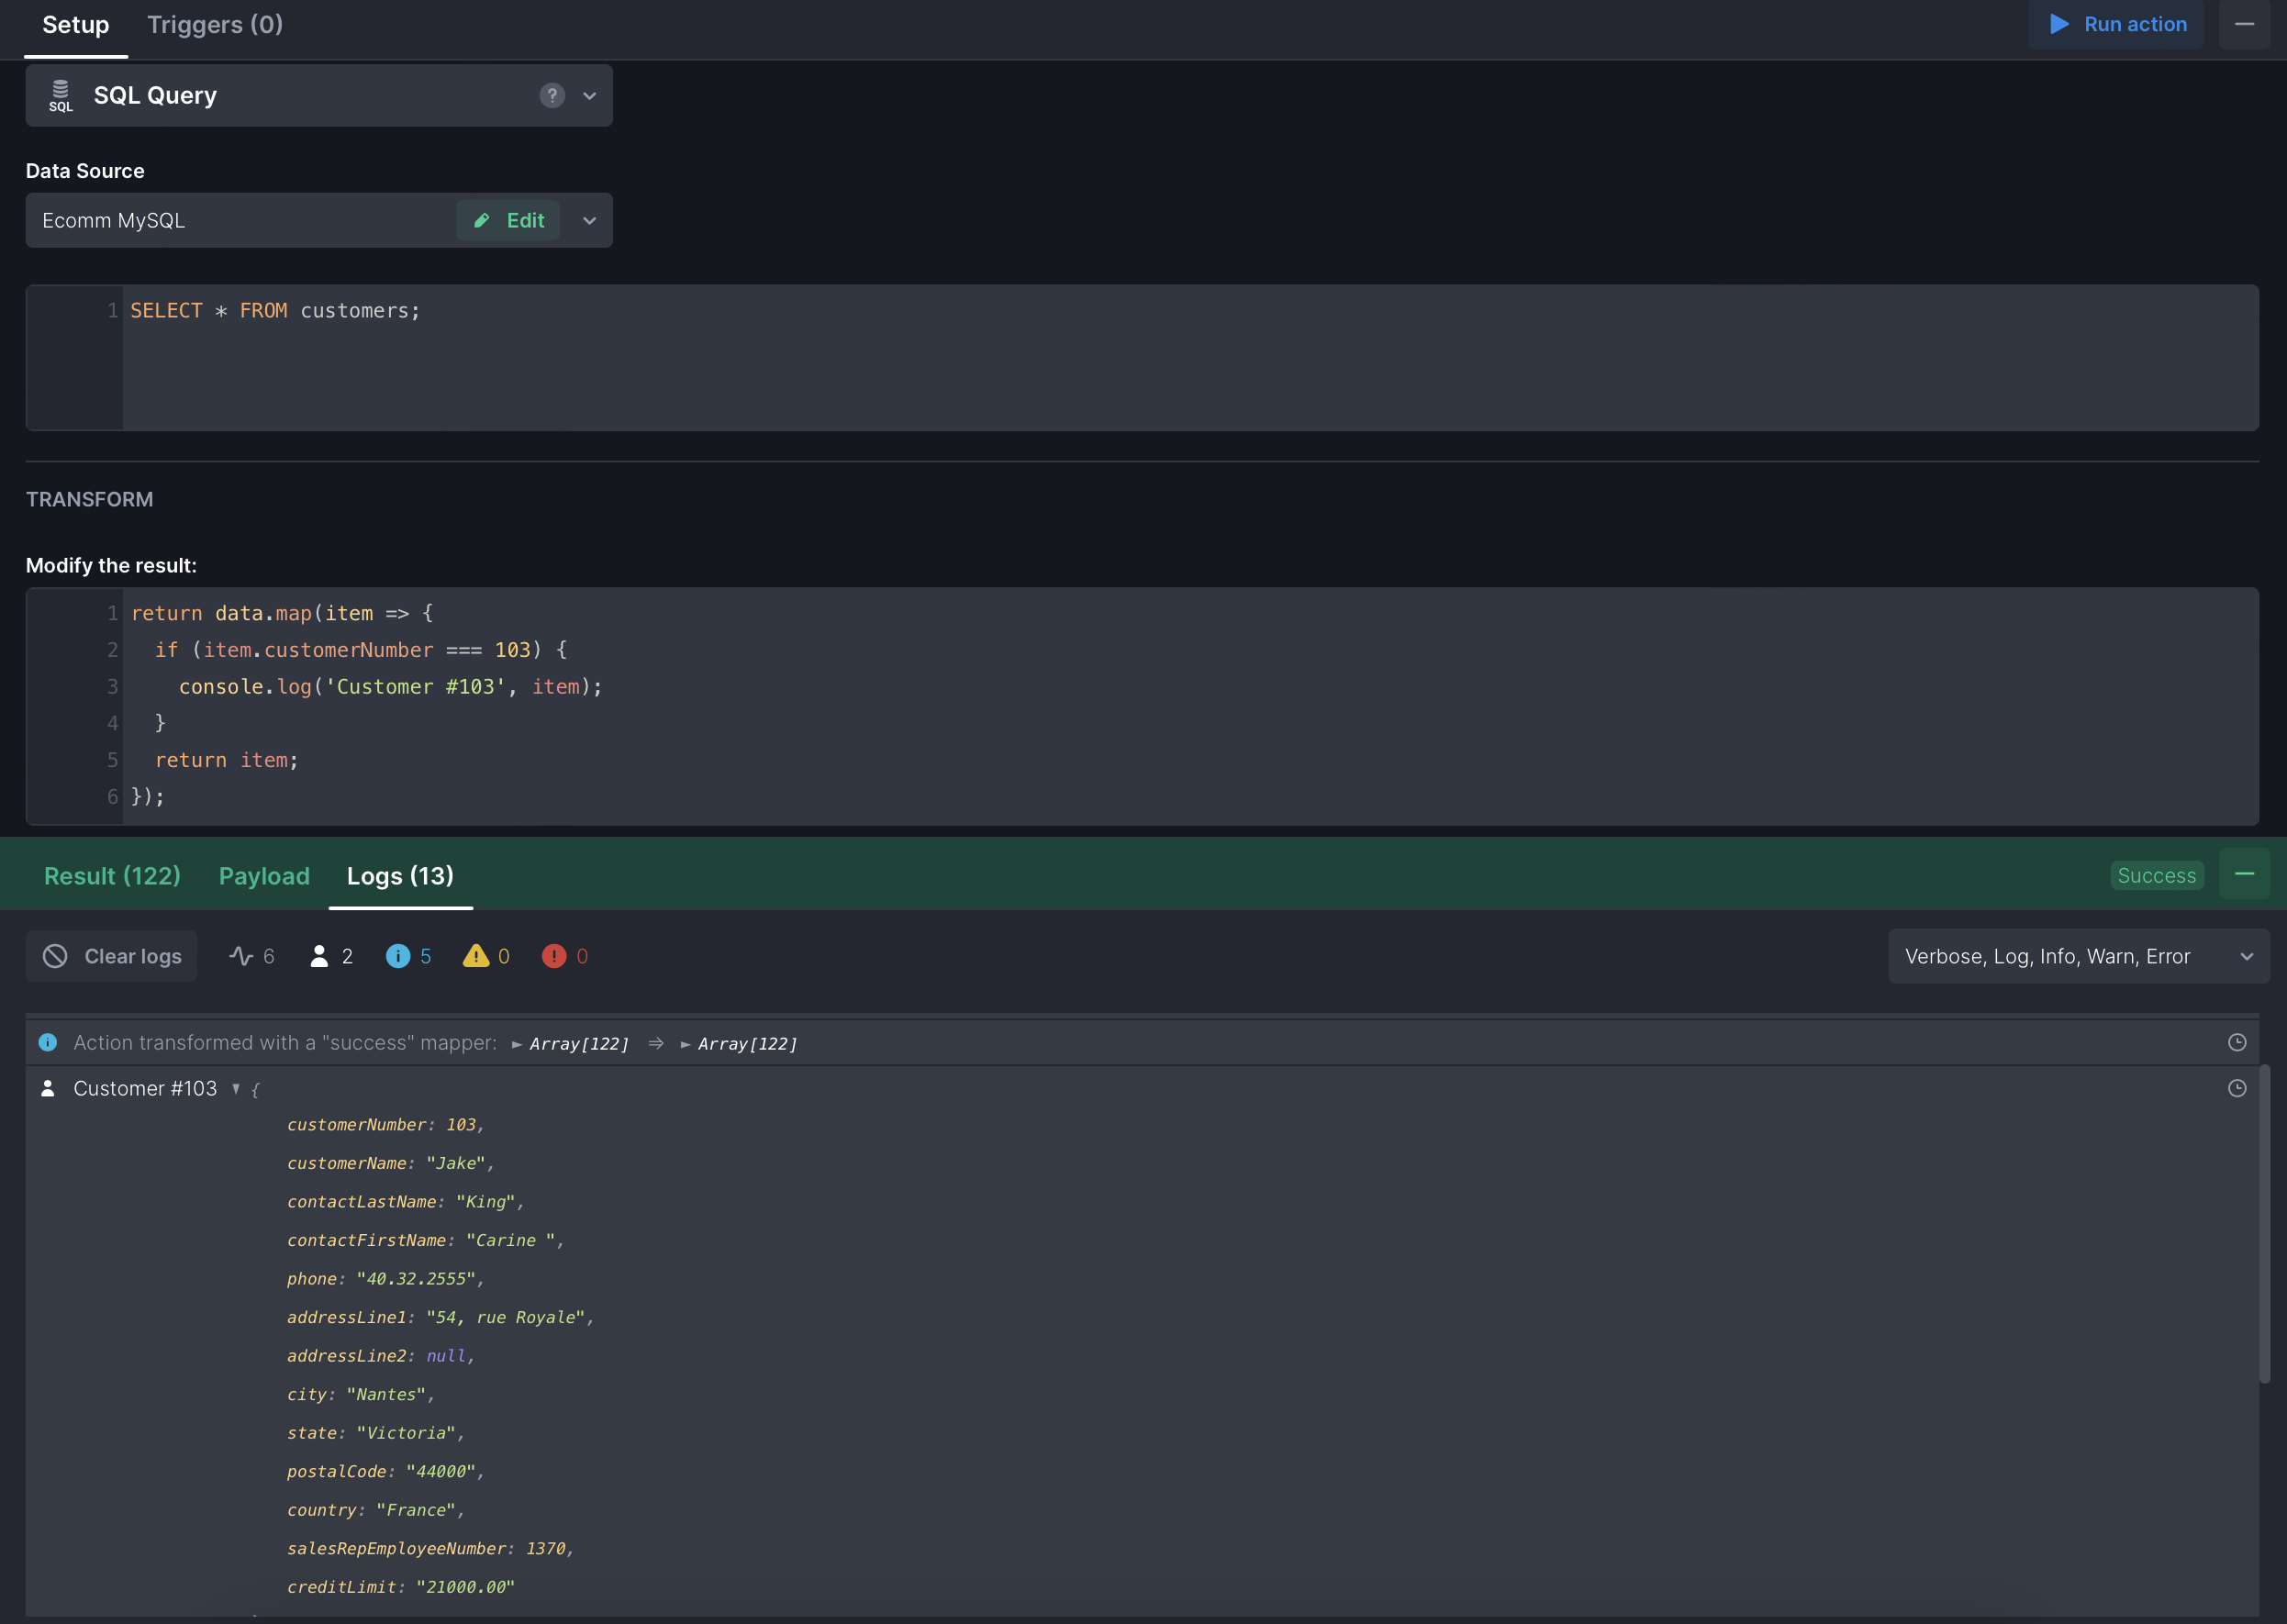 Setup Triggers (0) Run action
SQL SQL Query ?
Data Source
Ecomm MySQL Edit
1 SELECT * FROM customers;
TRANSFORM
Modify the result:
1 return data.map(item => {
2   if (item.customerNumber === 103) {
3     console.log('Customer #103', item);
4   }
5   return item;
6 });
Result (122) Payload Logs (13) Success
Clear logs 6 2 5 0 0 Verbose, Log, Info, Warn, Error
Action transformed with a "success" mapper: ► Array[122] ⇒ ► Array[122]
Customer #103 ▼ {
customerNumber: 103,
customerName: "Jake",
contactLastName: "King",
contactFirstName: "Carine ",
phone: "40.32.2555",
addressLine1: "54, rue Royale",
addressLine2: null,
city: "Nantes",
state: "Victoria",
postalCode: "44000",
country: "France",
salesRepEmployeeNumber: 1370,
creditLimit: "21000.00"